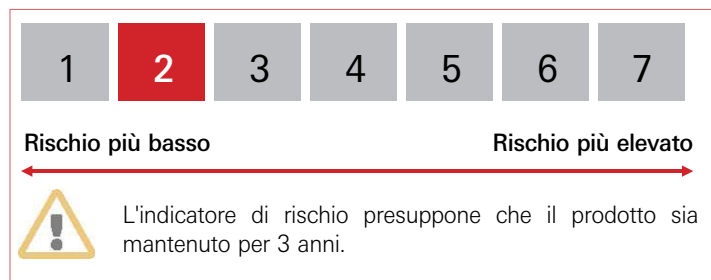 1 2 3 4 5 6 7
Rischio più basso Rischio più elevato
L'indicatore di rischio presuppone che il prodotto sia
mantenuto per 3 anni.